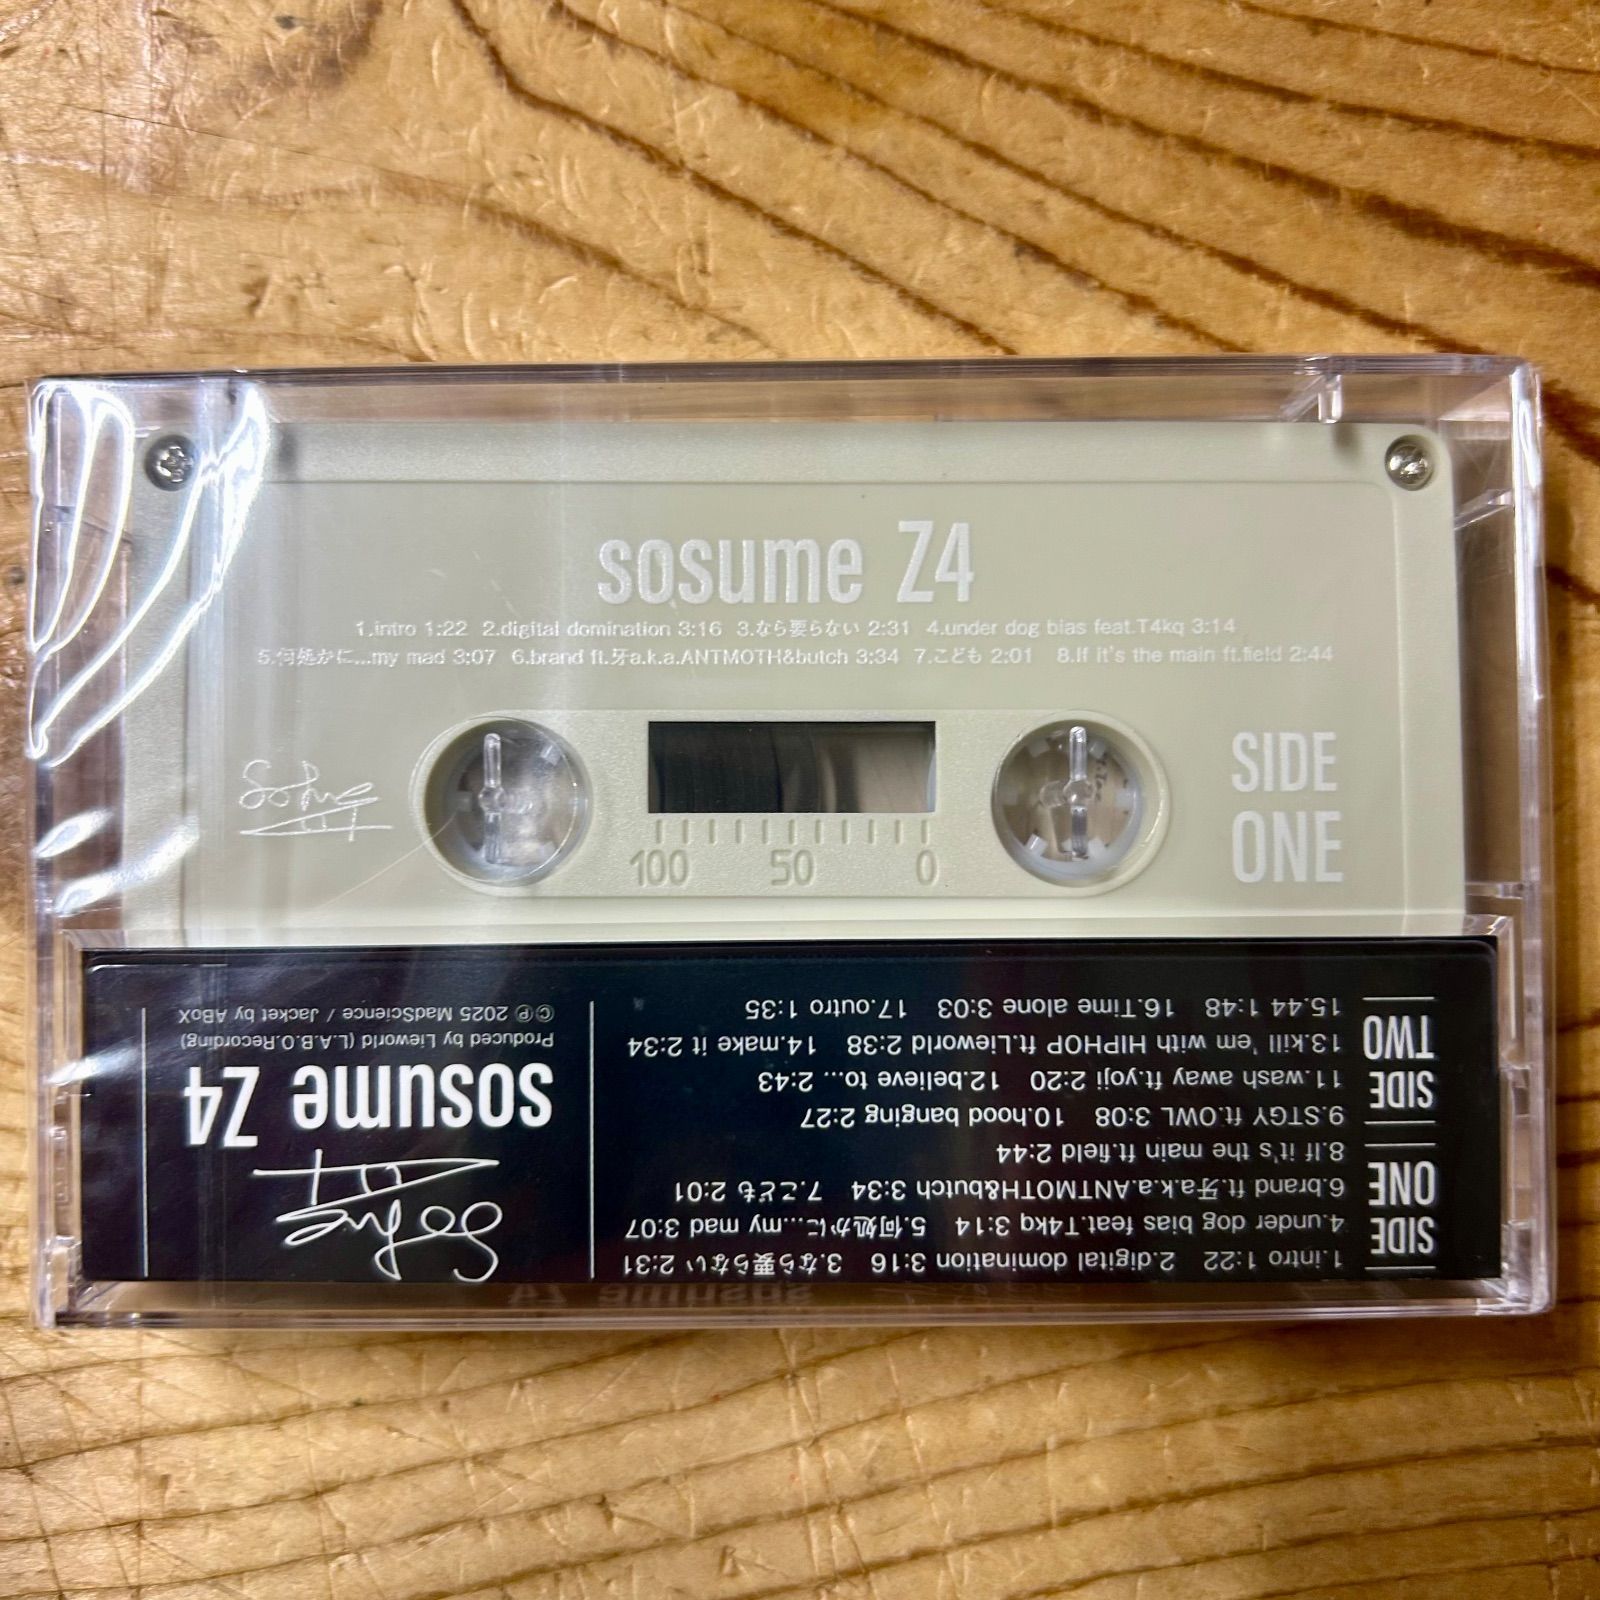 sosume Z4
1.intro 1:22 2.digital domination 3:16 3.なら要らない 2:31 4.under dog bias feat.T4kq 3:14
5.何処かに...my mad 3:07 6.brand ft.牙a.k.a.ANTMOTH&butch 3:34 7.こども 2:01 8.If it's the main ft.field 2:44
SIDE
ONE
100 50 0
SIDE
ONE
1.intro 1:22 2.digital domination 3:16 3.なら要らない 2:31
4.under dog bias feat.T4kq 3:14 5.何処かに...my mad 3:07
6.brand ft.牙a.k.a.ANTMOTH&butch 3:34 7.こども 2:01
8.If it's the main ft.field 2:44
SIDE
TWO
9.STGY ft.OWL 3:08 10.hood banging 2:27
11.wash away ft.yoji 2:20 12.believe to... 2:43
13.kill 'em with HIPHOP ft.Lieworld 2:38 14.make it 2:34
15.44 1:48 16.Time alone 3:03 17.outro 1:35
sosume Z4
Produced by Lieworld (L.A.B.O.Recording)
©℗ 2025 MadScience / Jacket by ABoX